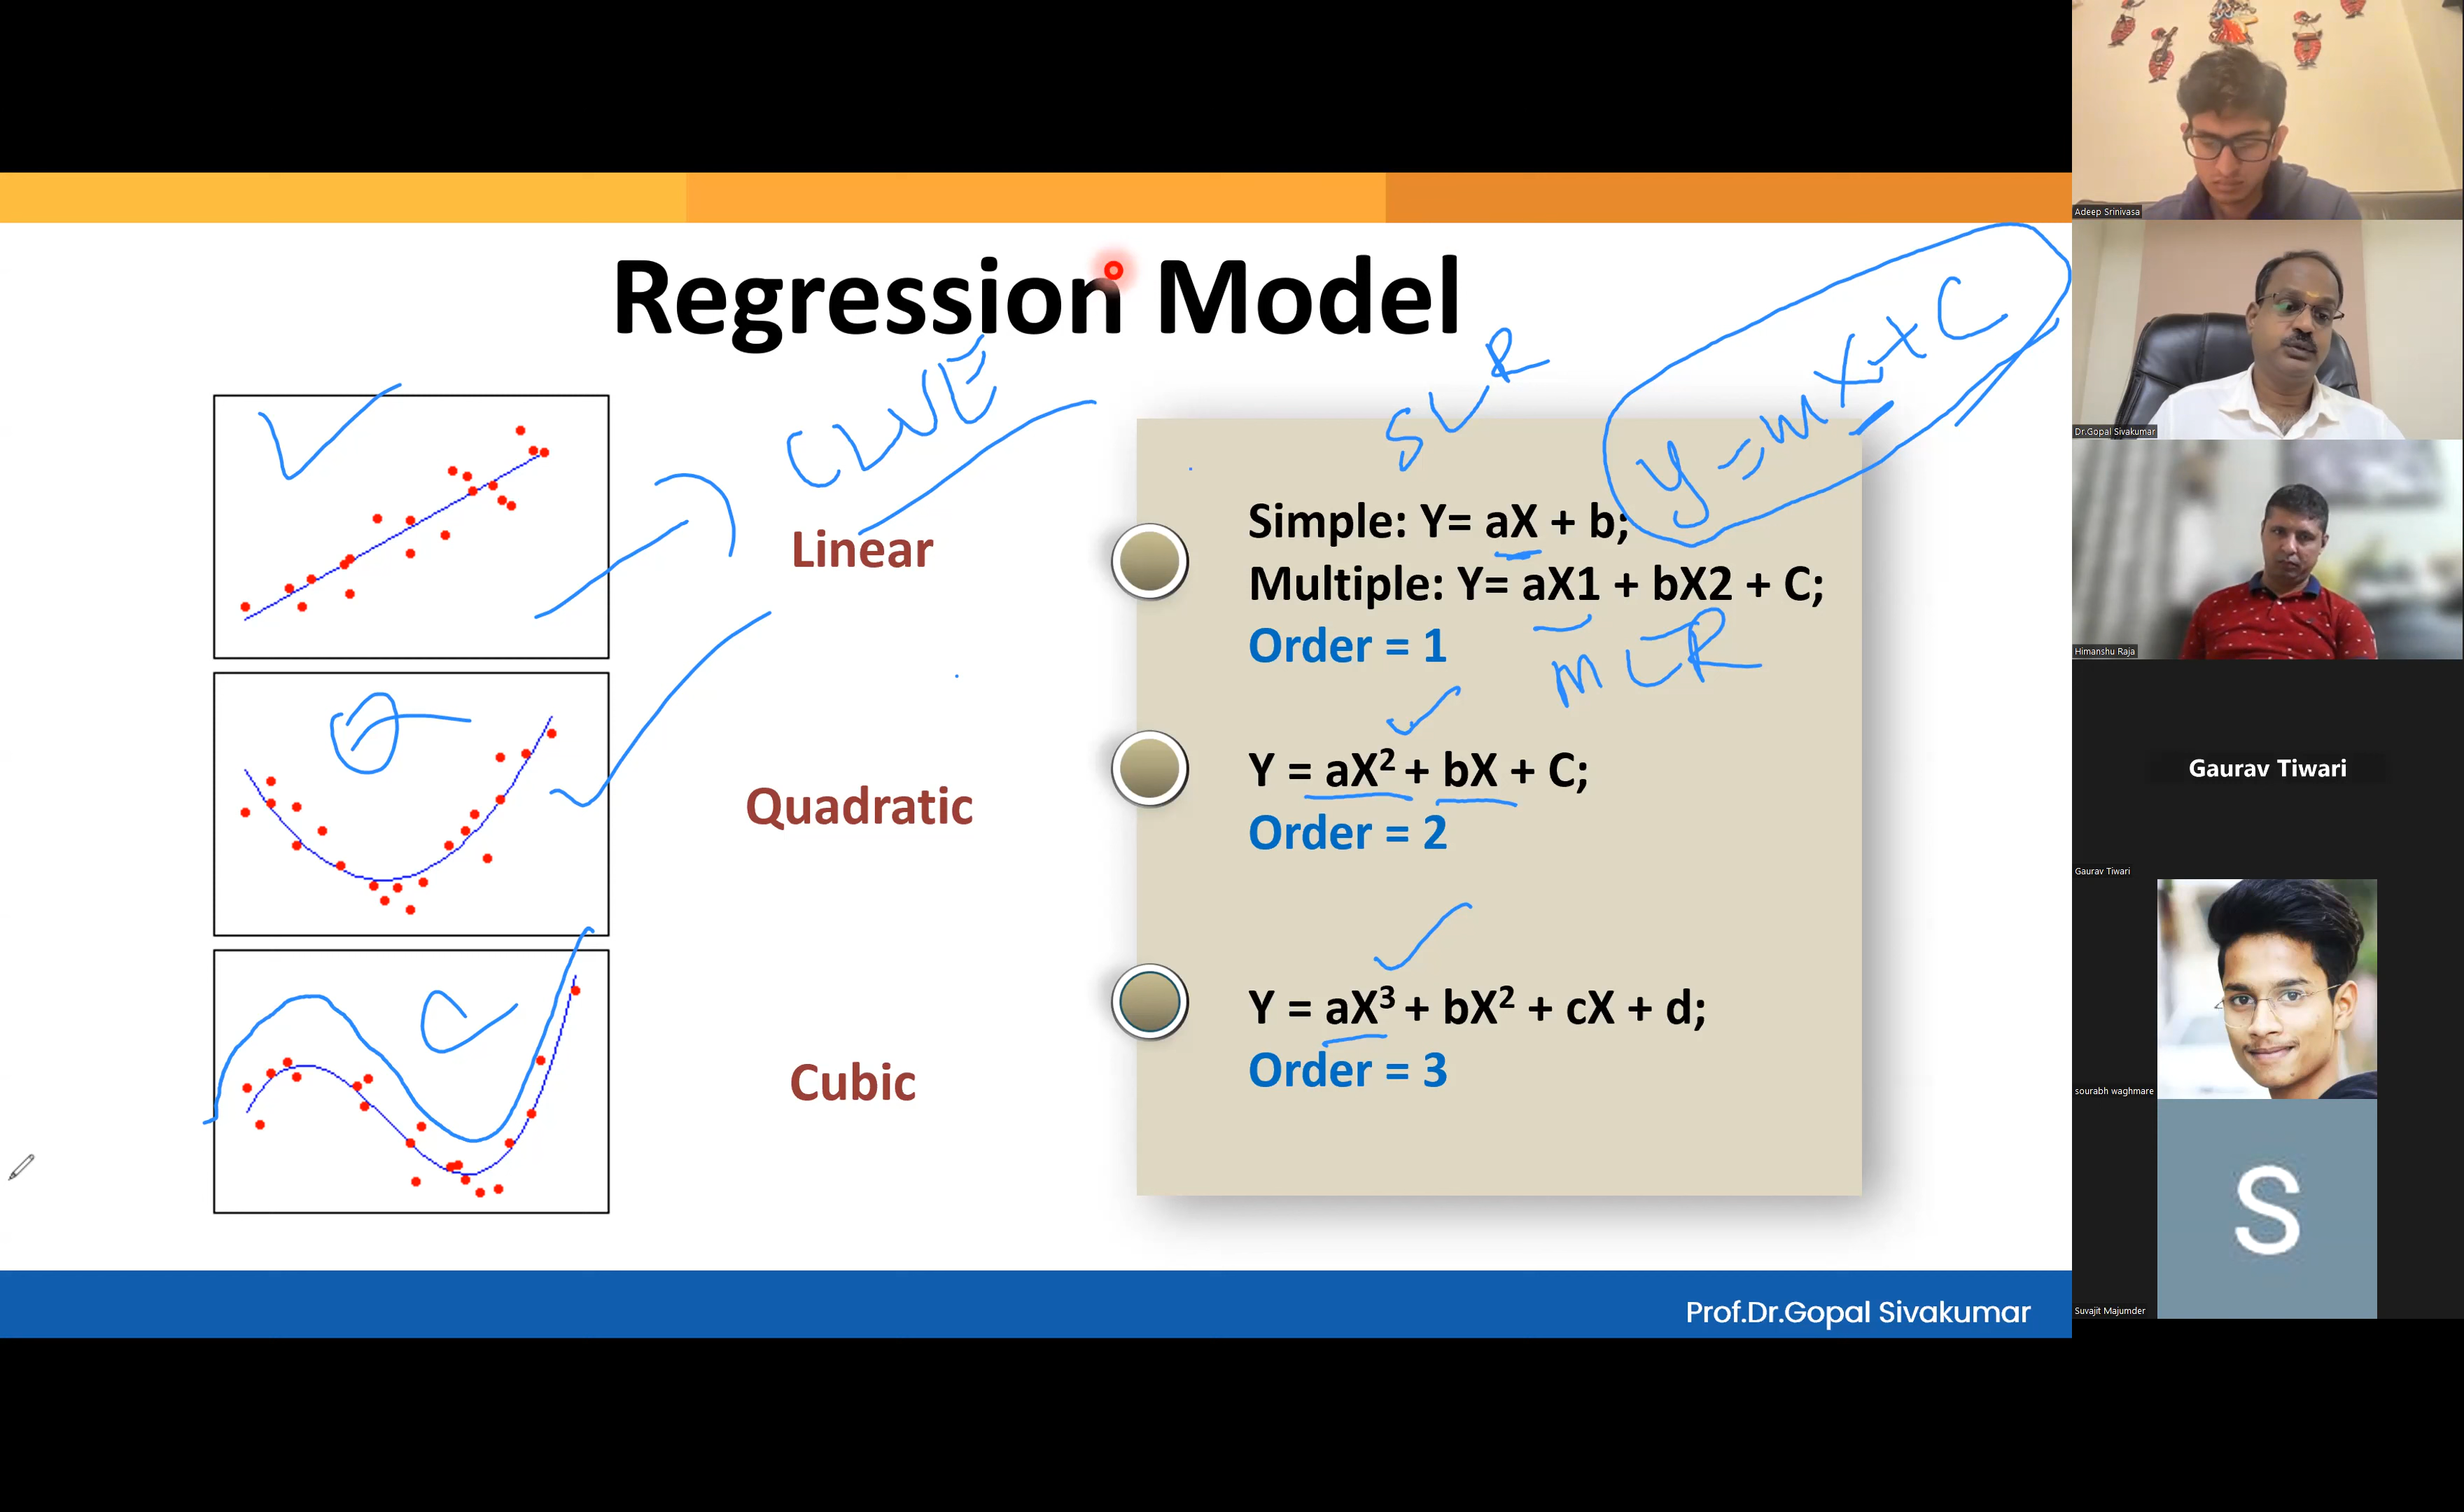 Regression Model
y = mx + C
SLR
Linear
Simple: Y= aX + b;
Multiple: Y= aX1 + bX2 + C;
Order = 1
MLR
Quadratic
Y = aX² + bX + C;
Order = 2
Cubic
Y = aX³ + bX² + cX + d;
Order = 3
Prof.Dr.Gopal Sivakumar
Adeep Srinivasa
Dr.Gopal Sivakumar
Himanshu Raja
Gaurav Tiwari
Gaurav Tiwari
sourabh waghmare
S
Suvajit Majumder